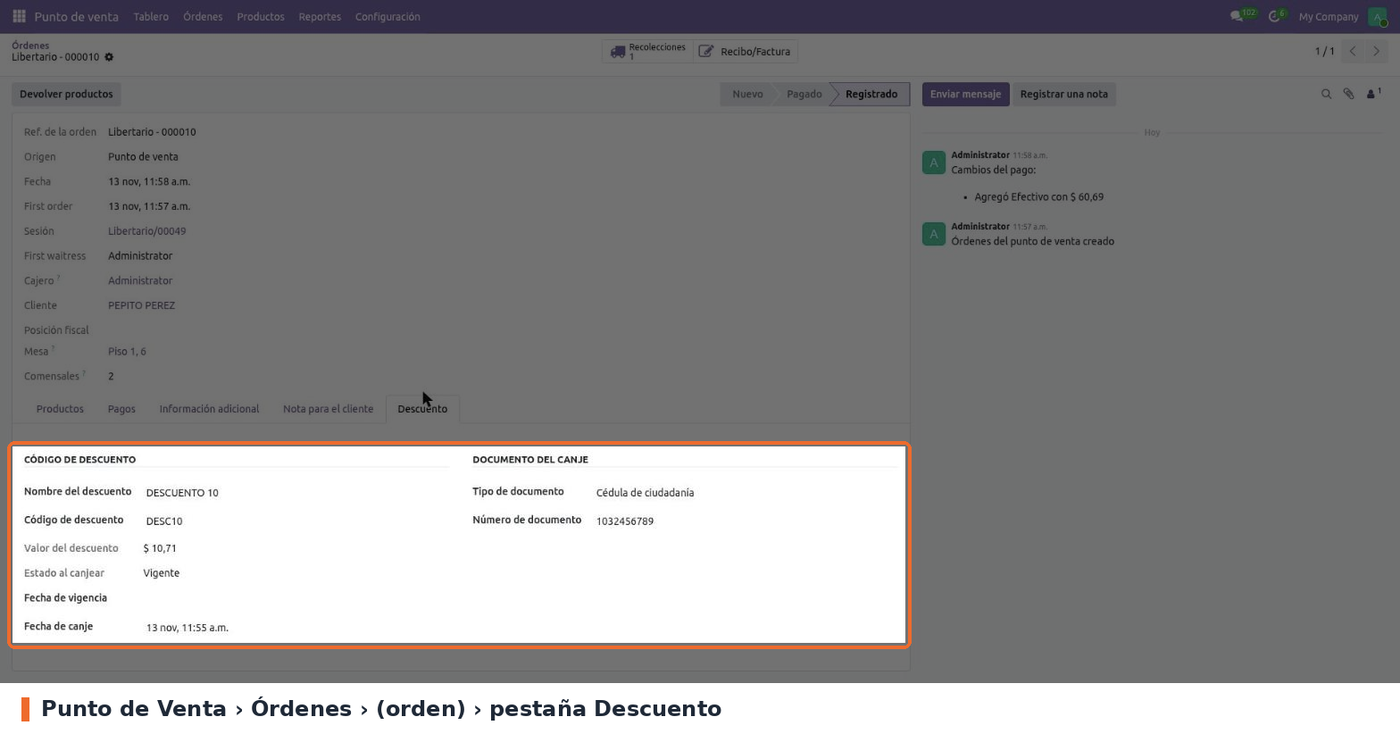 Punto de venta Tablero Órdenes Productos Reportes Configuración 102 6 My Company A
Órdenes
Libertario - 000010
Recolecciones
1
Recibo/Factura
1 / 1
Devolver productos
Nuevo Pagado Registrado
Enviar mensaje Registrar una nota 1
Ref. de la orden Libertario - 000010
Origen Punto de venta
Fecha 13 nov, 11:58 a.m.
First order 13 nov, 11:57 a.m.
Sesión Libertario/00049
First waitress Administrator
Cajero ? Administrator
Cliente PEPITO PEREZ
Posición fiscal
Mesa ? Piso 1, 6
Comensales ? 2
Hoy
A
Administrator 11:58 a.m.
Cambios del pago:
• Agregó Efectivo con $ 60,69
A
Administrator 11:57 a.m.
Órdenes del punto de venta creado
Productos Pagos Información adicional Nota para el cliente Descuento
CÓDIGO DE DESCUENTO
Nombre del descuento DESCUENTO 10
Código de descuento DESC10
Valor del descuento $ 10,71
Estado al canjear Vigente
Fecha de vigencia
Fecha de canje 13 nov, 11:55 a.m.
DOCUMENTO DEL CANJE
Tipo de documento Cédula de ciudadanía
Número de documento 1032456789
Punto de Venta › Órdenes › (orden) › pestaña Descuento